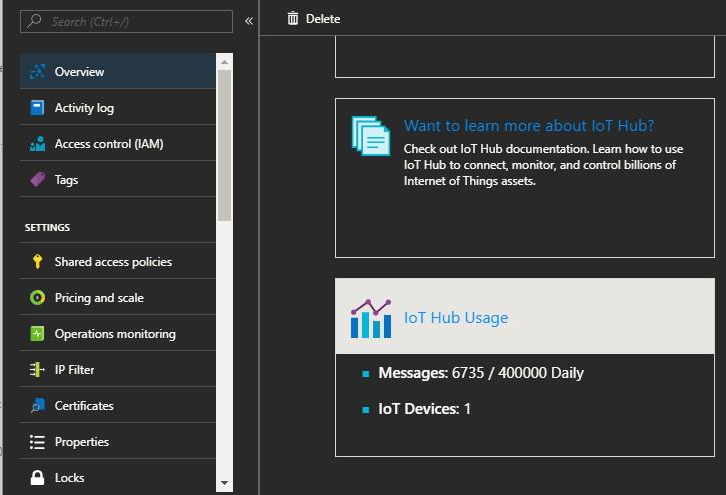 Search (Ctrl+/)
«
Delete
Overview
Activity log
Access control (IAM)
Tags
SETTINGS
Shared access policies
Pricing and scale
Operations monitoring
IP Filter
Certificates
Properties
Locks
Want to learn more about IoT Hub?
Check out IoT Hub documentation. Learn how to use
IoT Hub to connect, monitor, and control billions of
Internet of Things assets.
IoT Hub Usage
Messages: 6735 / 400000 Daily
IoT Devices: 1